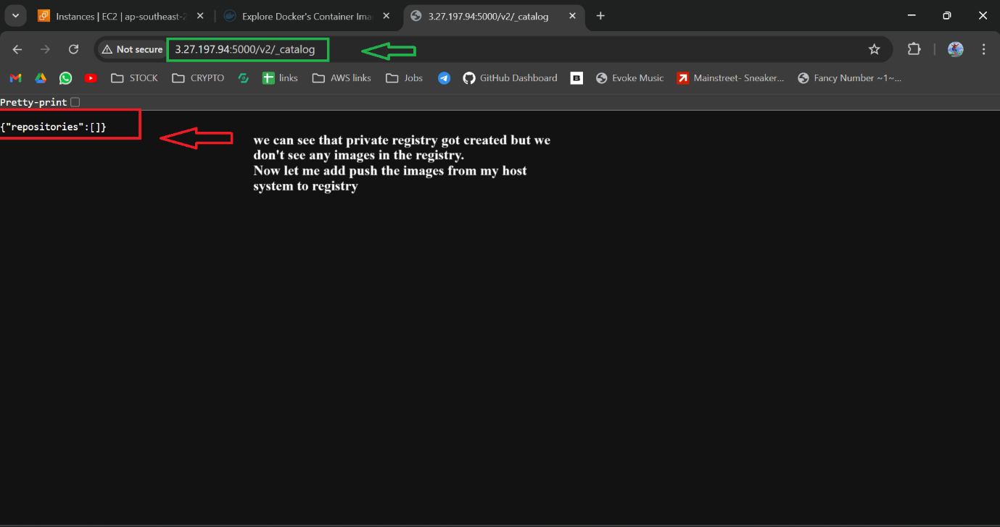 Instances | EC2 | ap-southeast-2
Explore Docker's Container Ima
3.27.197.94:5000/v2/_catalog
Not secure
3.27.197.94:5000/v2/_catalog
STOCK
CRYPTO
links
AWS links
Jobs
GitHub Dashboard
B
Evoke Music
Mainstreet- Sneaker...
Fancy Number ~1~...
Pretty-print
{"repositories":[]}
we can see that private registry got created but we
don't see any images in the registry.
Now let me add push the images from my host
system to registry